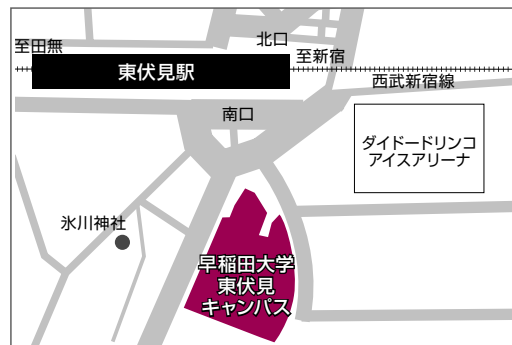 北口
至田無
至新宿
東伏見駅
西武新宿線
南口
ダイドードリンコ
アイスアリーナ
氷川神社
早稲田大学
東伏見
キャンパス